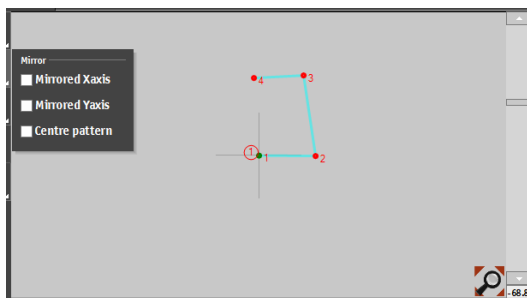 Mirror
Mirrored Xaxis
Mirrored Yaxis
Centre pattern
4
3
1
1
2
-68.8